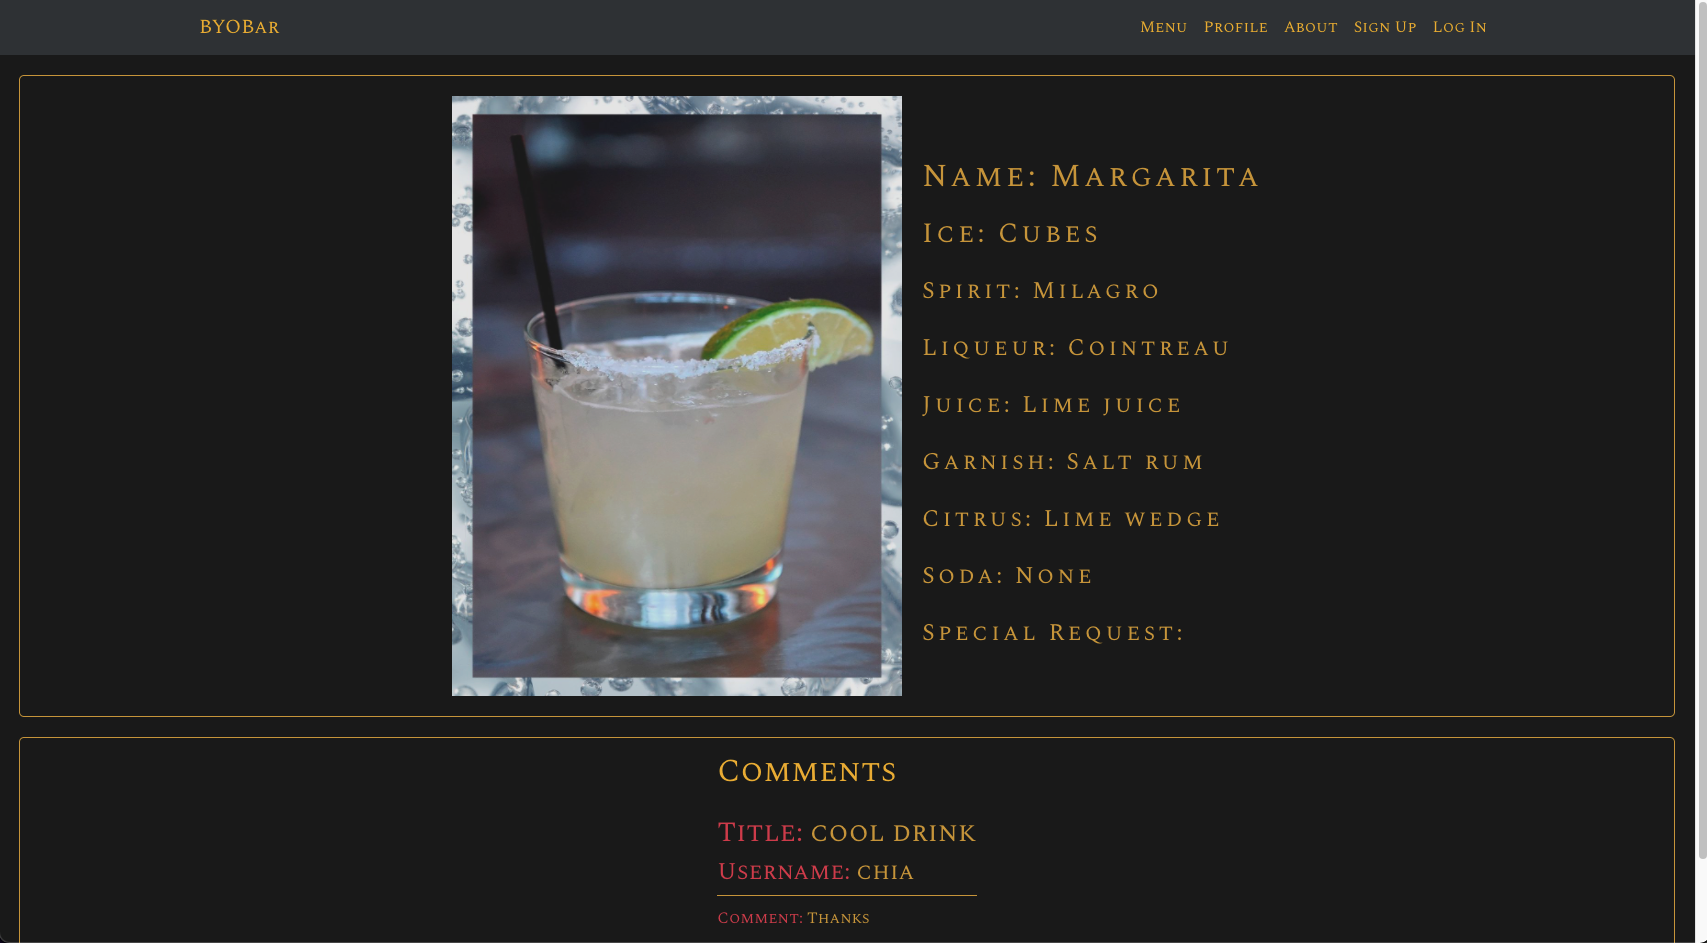 BYOBar
Menu Profile About Sign Up Log In
Name: Margarita
Ice: Cubes
Spirit: Milagro
Liqueur: Cointreau
Juice: Lime juice
Garnish: Salt rum
Citrus: Lime wedge
Soda: None
Special Request:
Comments
Title: cool drink
Username: chia
Comment: Thanks